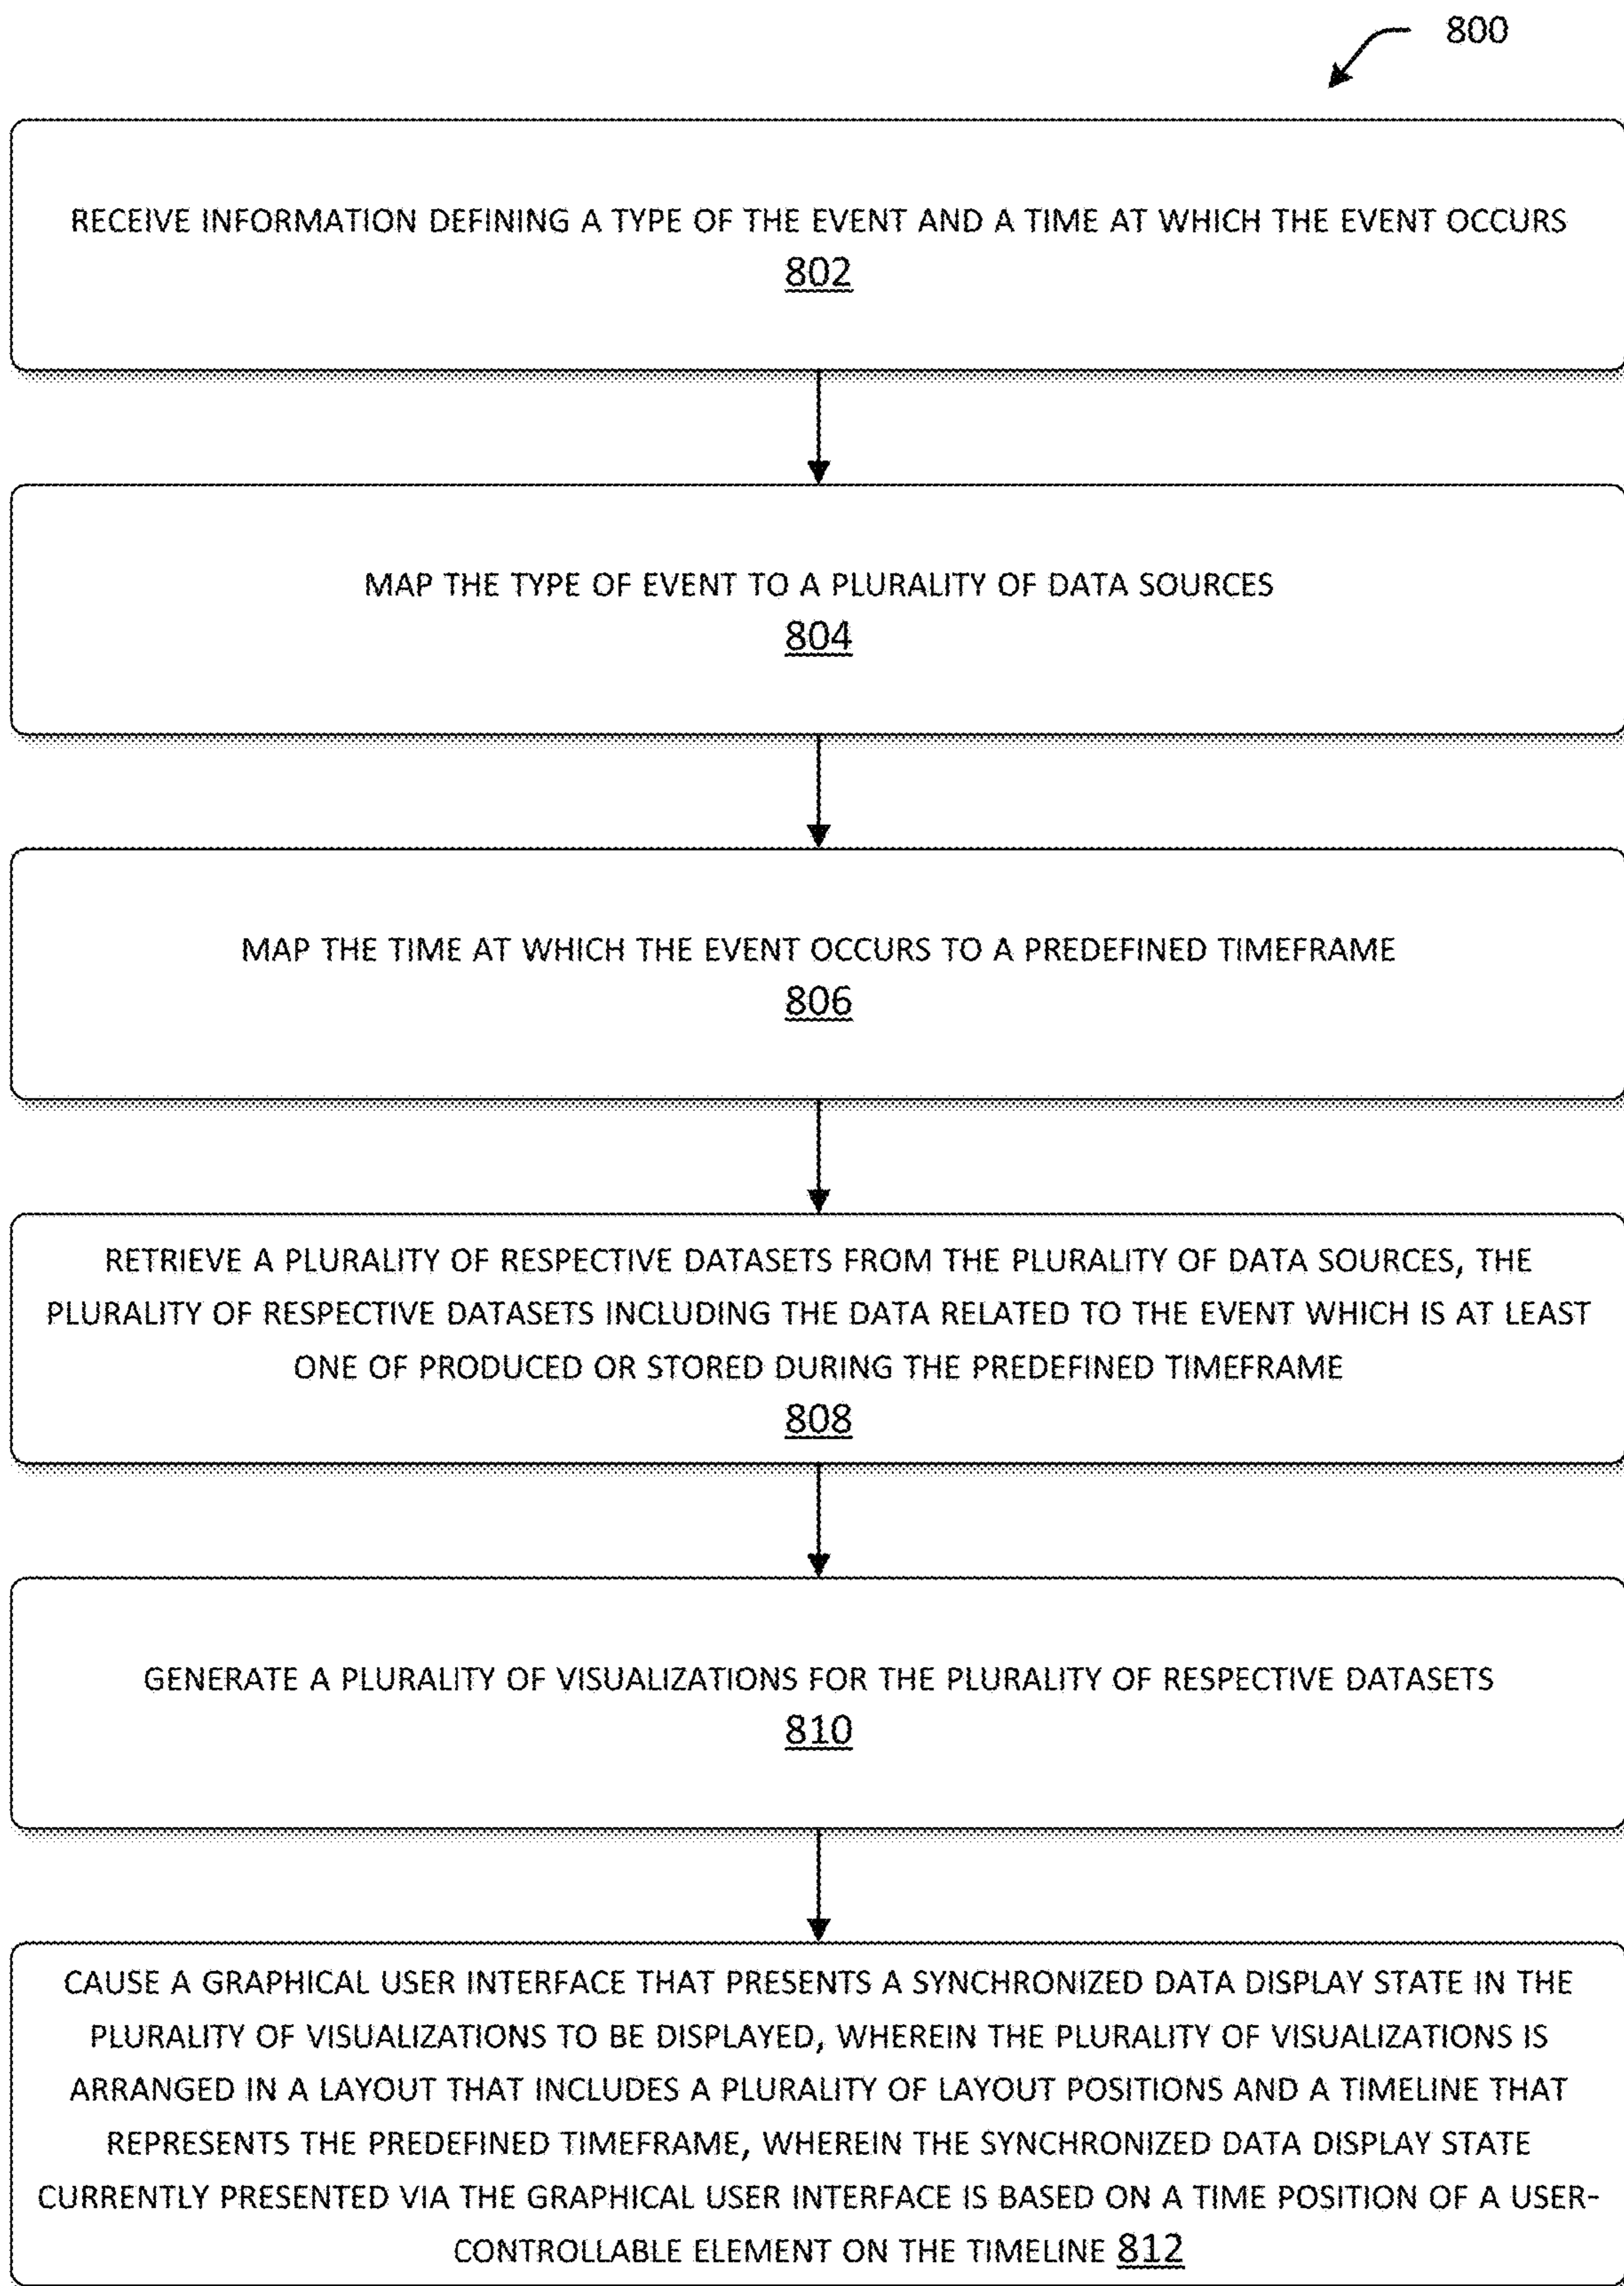 800
RECEIVE INFORMATION DEFINING A TYPE OF THE EVENT AND A TIME AT WHICH THE EVENT OCCURS
802
MAP THE TYPE OF EVENT TO A PLURALITY OF DATA SOURCES
804
MAP THE TIME AT WHICH THE EVENT OCCURS TO A PREDEFINED TIMEFRAME
806
RETRIEVE A PLURALITY OF RESPECTIVE DATASETS FROM THE PLURALITY OF DATA SOURCES, THE
PLURALITY OF RESPECTIVE DATASETS INCLUDING THE DATA RELATED TO THE EVENT WHICH IS AT LEAST
ONE OF PRODUCED OR STORED DURING THE PREDEFINED TIMEFRAME
808
GENERATE A PLURALITY OF VISUALIZATIONS FOR THE PLURALITY OF RESPECTIVE DATASETS
810
CAUSE A GRAPHICAL USER INTERFACE THAT PRESENTS A SYNCHRONIZED DATA DISPLAY STATE IN THE
PLURALITY OF VISUALIZATIONS TO BE DISPLAYED, WHEREIN THE PLURALITY OF VISUALIZATIONS IS
ARRANGED IN A LAYOUT THAT INCLUDES A PLURALITY OF LAYOUT POSITIONS AND A TIMELINE THAT
REPRESENTS THE PREDEFINED TIMEFRAME, WHEREIN THE SYNCHRONIZED DATA DISPLAY STATE
CURRENTLY PRESENTED VIA THE GRAPHICAL USER INTERFACE IS BASED ON A TIME POSITION OF A USER-
CONTROLLABLE ELEMENT ON THE TIMELINE 812